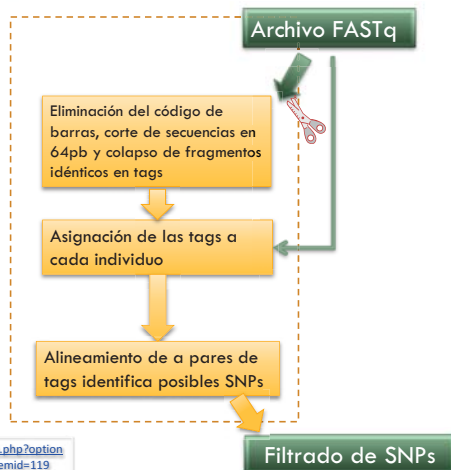 Archivo FASTq
Eliminación del código de
barras, corte de secuencias en
64pb y colapso de fragmentos
idénticos en tags
Asignación de las tags a
cada individuo
Alineamiento de a pares de
tags identifica posibles SNPs
.php?option
emid=119
Filtrado de SNPs